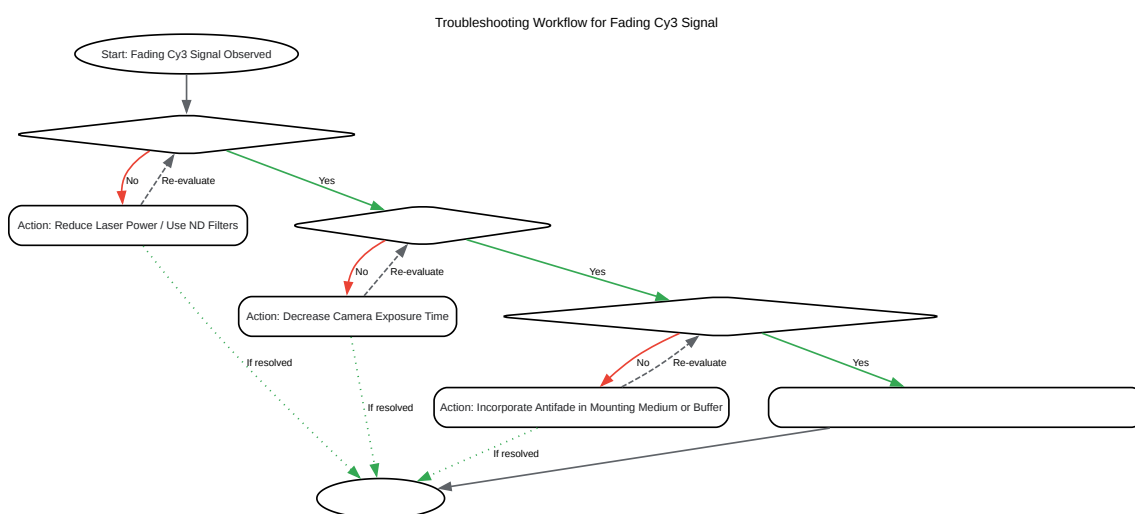 Troubleshooting Workflow for Fading Cy3 Signal
Start: Fading Cy3 Signal Observed
No
Re-evaluate
Yes
Action: Reduce Laser Power / Use ND Filters
No
Re-evaluate
Yes
Action: Decrease Camera Exposure Time
If resolved
No
Re-evaluate
Yes
If resolved
Action: Incorporate Antifade in Mounting Medium or Buffer
If resolved